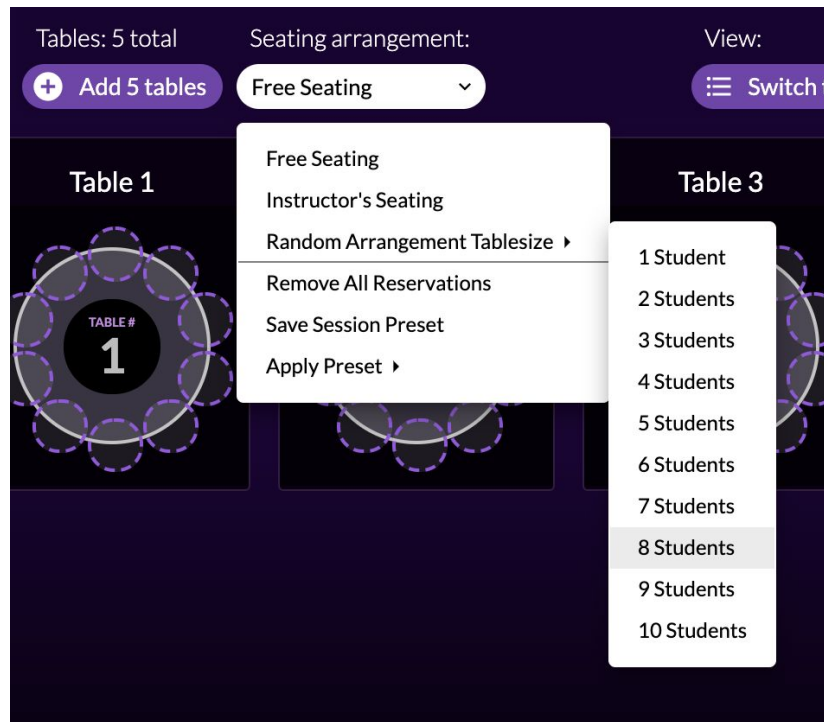 Tables: 5 total
Seating arrangement:
View:
Add 5 tables
Free Seating
Switch
Table 1
Table 3
TABLE #
1
Free Seating
Instructor's Seating
Random Arrangement Tablesize
Remove All Reservations
Save Session Preset
Apply Preset
1 Student
2 Students
3 Students
4 Students
5 Students
6 Students
7 Students
8 Students
9 Students
10 Students